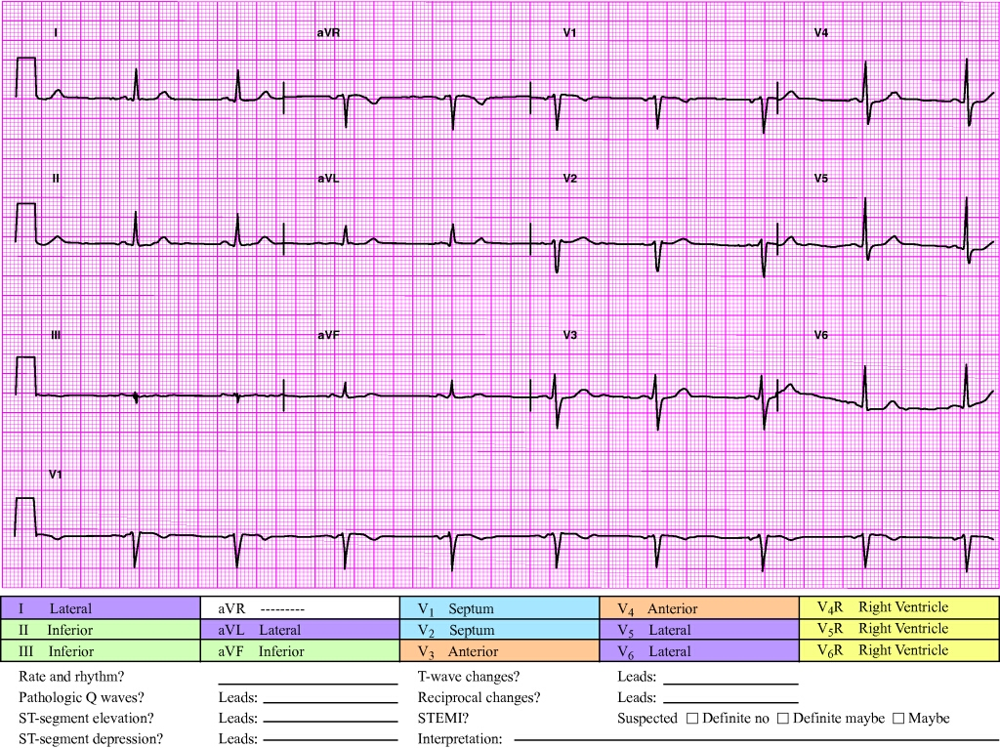 I aVR V1 V4
II aVL V2 V5
III aVF V3 V6
V1
I Lateral aVR --------- V1 Septum V4 Anterior V4R Right Ventricle
II Inferior aVL Lateral V2 Septum V5 Lateral V5R Right Ventricle
III Inferior aVF Inferior V3 Anterior V6 Lateral V6R Right Ventricle
Rate and rhythm? T-wave changes? Leads:
Pathologic Q waves? Leads: Reciprocal changes? Leads:
ST-segment elevation? Leads: STEMI? Suspected □ Definite no □ Definite maybe □ Maybe
ST-segment depression? Leads: Interpretation: